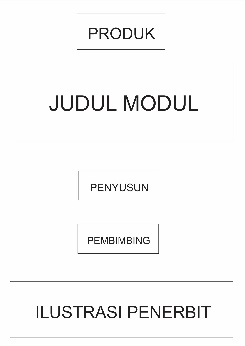 PRODUK
JUDUL MODUL
PENYUSUN
PEMBIMBING
ILUSTRASI PENERBIT